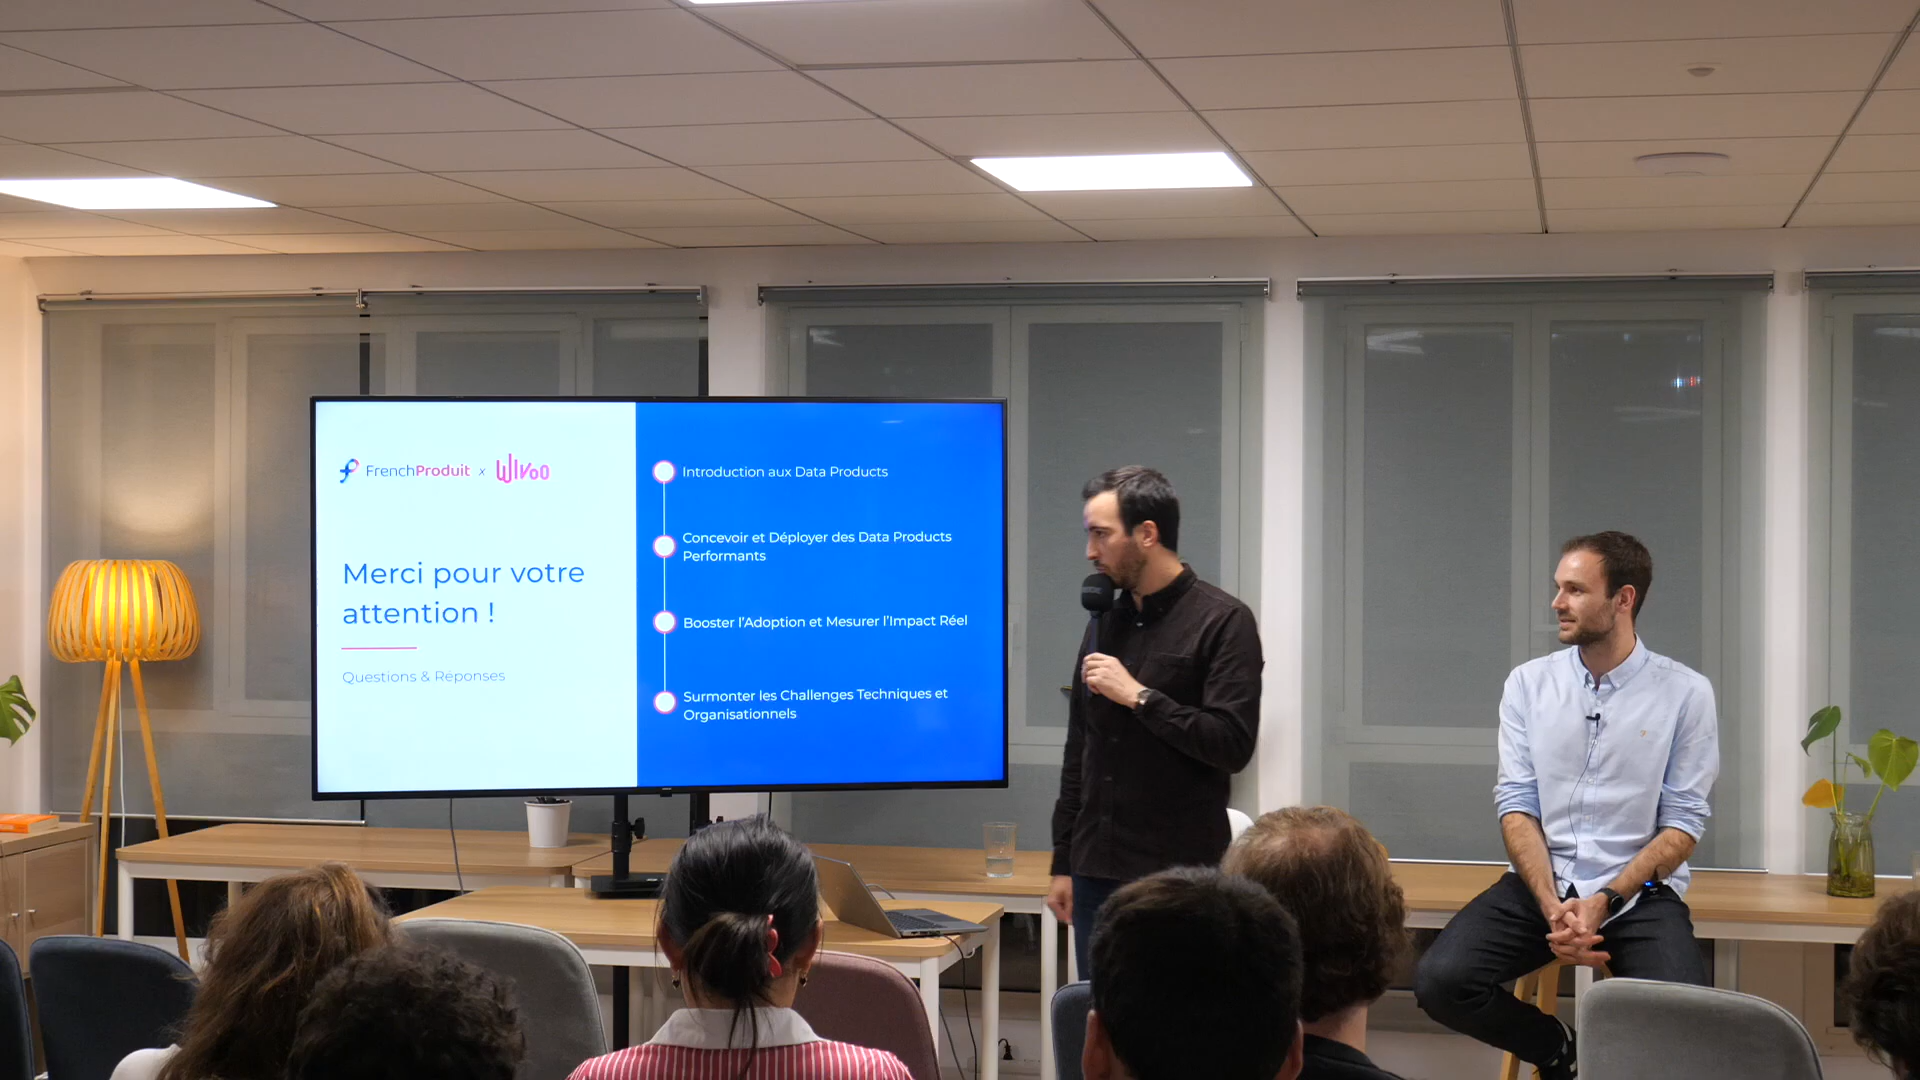 FrenchProduit x Wivoo
Merci pour votre
attention !
Questions & Réponses
Introduction aux Data Products
Concevoir et Déployer des Data Products
Performants
Booster l'Adoption et Mesurer l'Impact Réel
Surmonter les Challenges Techniques et
Organisationnels